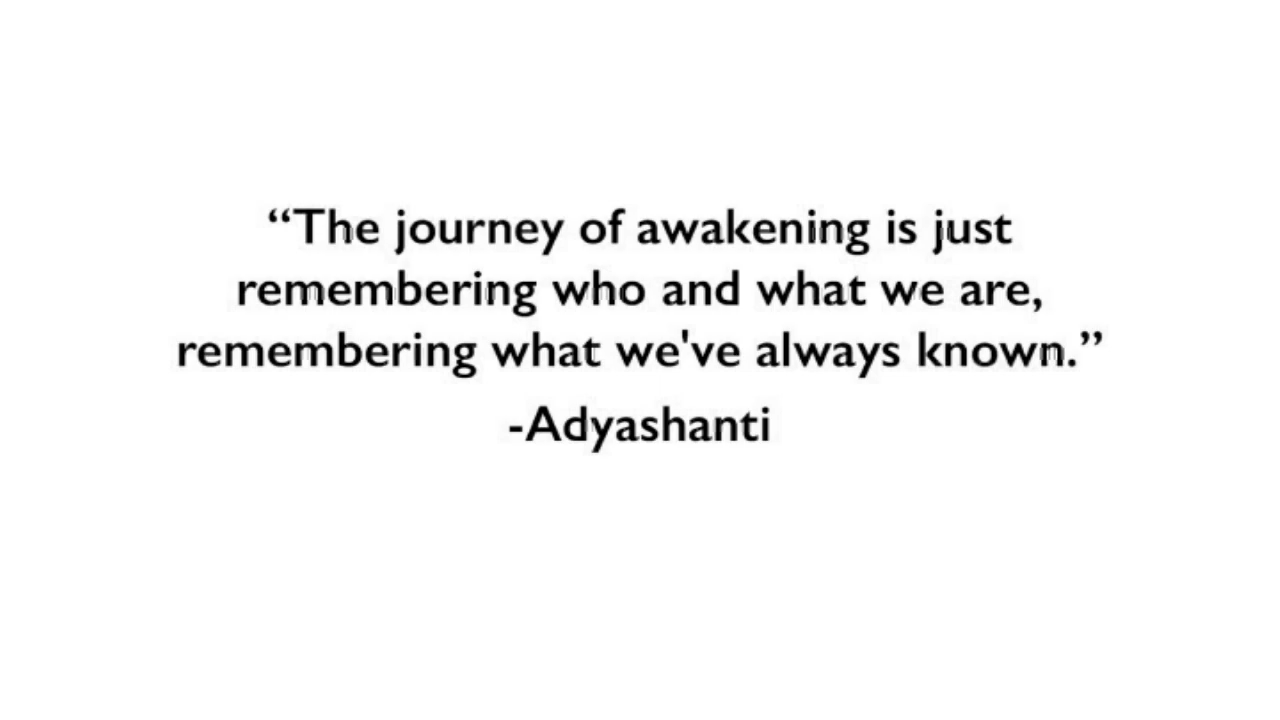 “The journey of awakening is just
remembering who and what we are,
remembering what we've always known.”
-Adyashanti